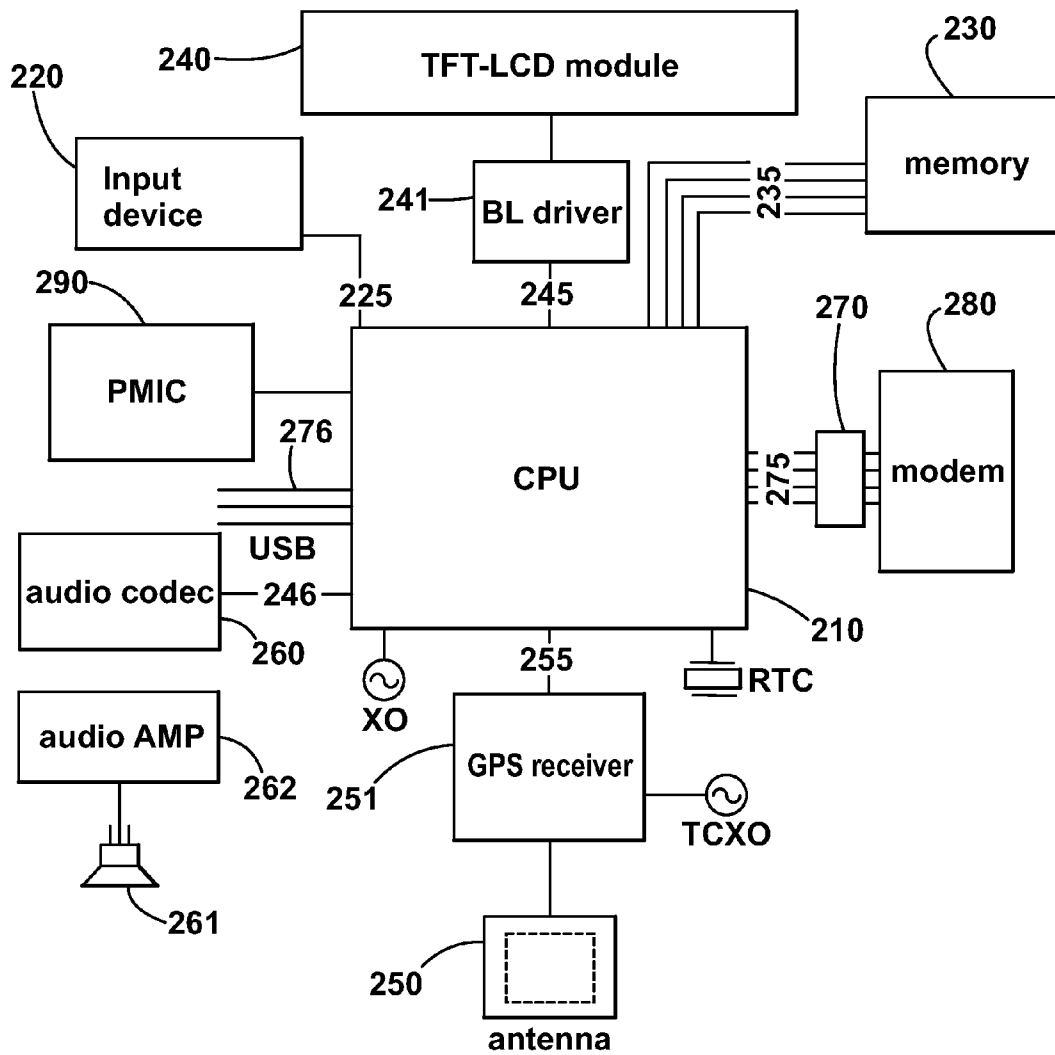 240
TFT-LCD module
230
220
Input
device
241
BL driver
235
memory
290
225
245
270
280
PMIC
276
CPU
275
modem
USB
audio codec
246
260
255
210
XO
RTC
audio AMP
262
251
GPS receiver
TCXO
261
250
antenna